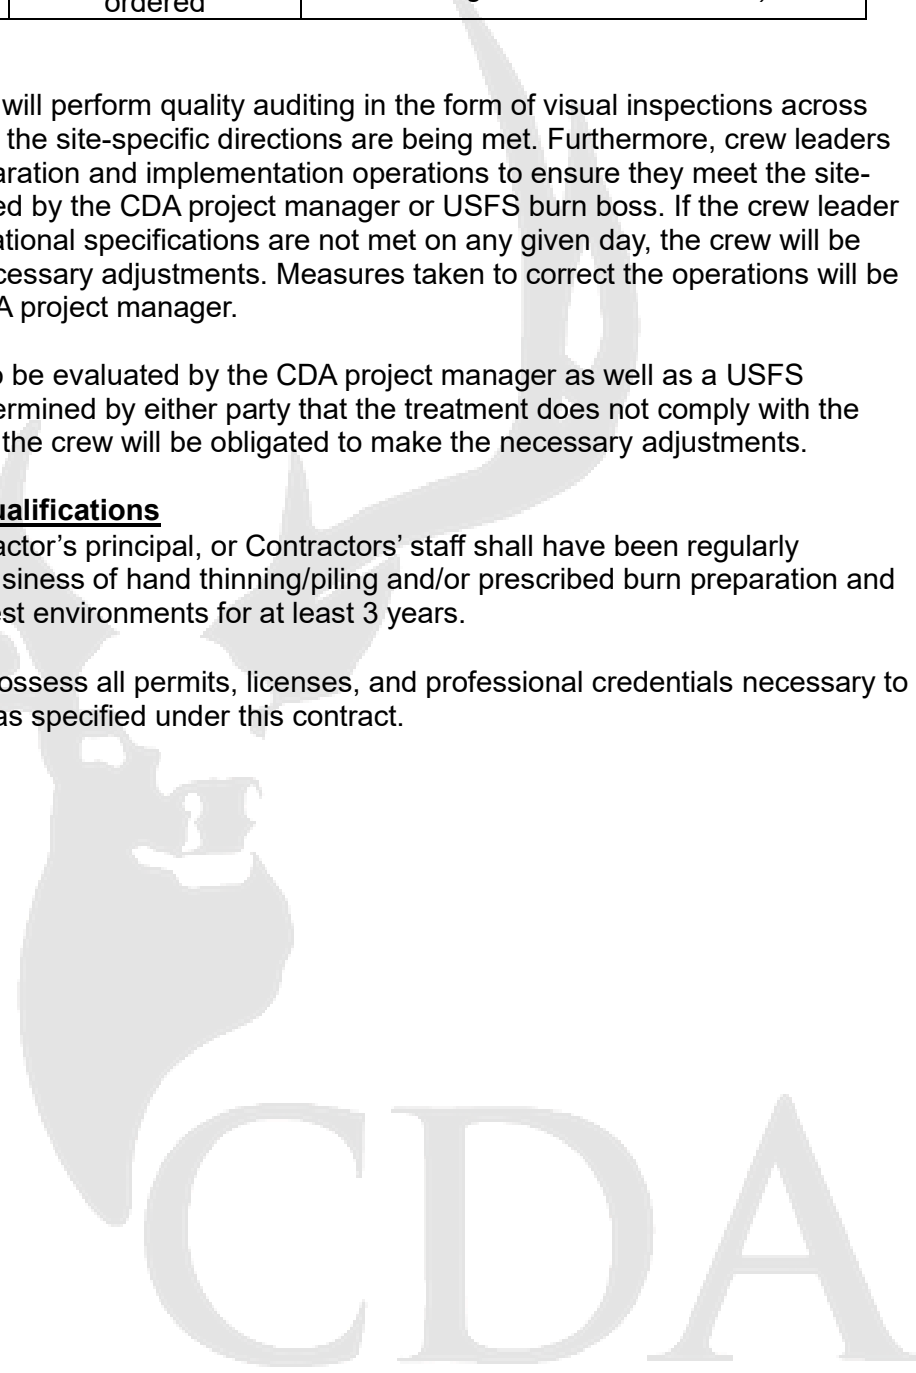 ordered
will perform quality auditing in the form of visual inspections across
the site-specific directions are being met. Furthermore, crew leaders
aration and implementation operations to ensure they meet the site-
ed by the CDA project manager or USFS burn boss. If the crew leader
ational specifications are not met on any given day, the crew will be
cessary adjustments. Measures taken to correct the operations will be
A project manager.
o be evaluated by the CDA project manager as well as a USFS
ermined by either party that the treatment does not comply with the
the crew will be obligated to make the necessary adjustments.
ualifications
actor’s principal, or Contractors’ staff shall have been regularly
siness of hand thinning/piling and/or prescribed burn preparation and
est environments for at least 3 years.
ossess all permits, licenses, and professional credentials necessary to
as specified under this contract.
CDA